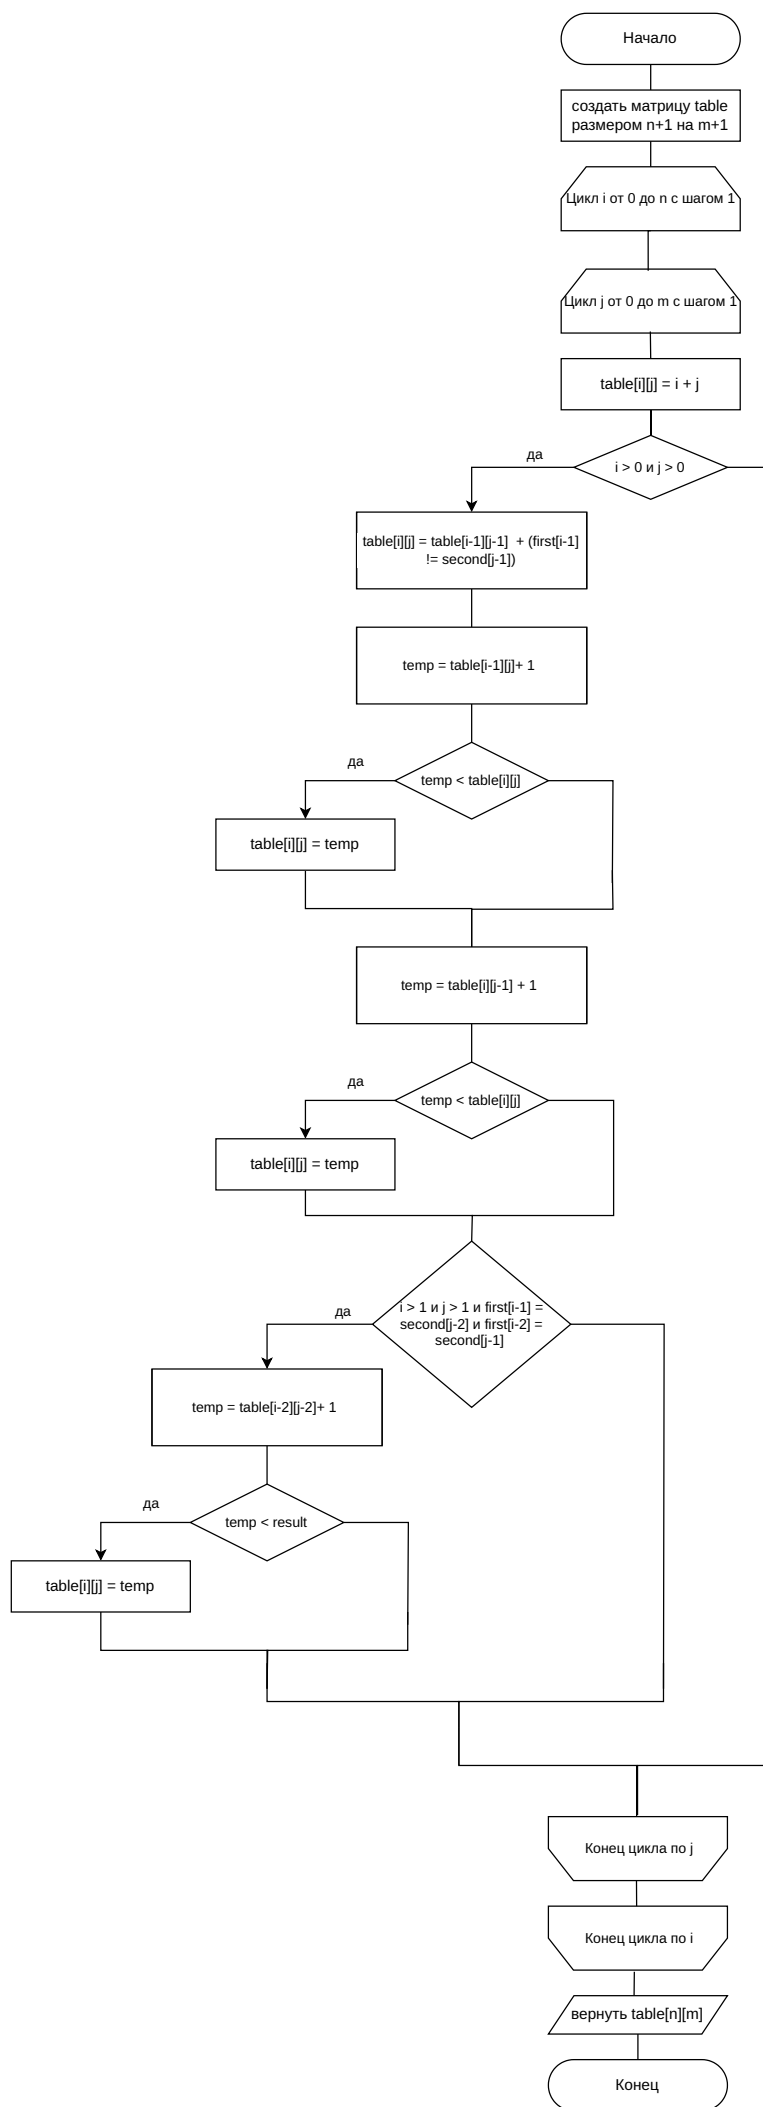 Начало
создать матрицу table
размером n+1 на m+1
Цикл i от 0 до n с шагом 1
Цикл j от 0 до m с шагом 1
table[i][j] = i + j
i > 0 и j > 0
да
table[i][j] = table[i-1][j-1]  + (first[i-1]
!= second[j-1])
temp = table[i-1][j]+ 1
temp < table[i][j]
да
table[i][j] = temp
temp = table[i][j-1] + 1
temp < table[i][j]
да
table[i][j] = temp
i > 1 и j > 1 и first[i-1] =
second[j-2] и first[i-2] =
second[j-1]
да
temp = table[i-2][j-2]+ 1
temp < result
да
table[i][j] = temp
Конец цикла по j
Конец цикла по i
вернуть table[n][m]
Конец